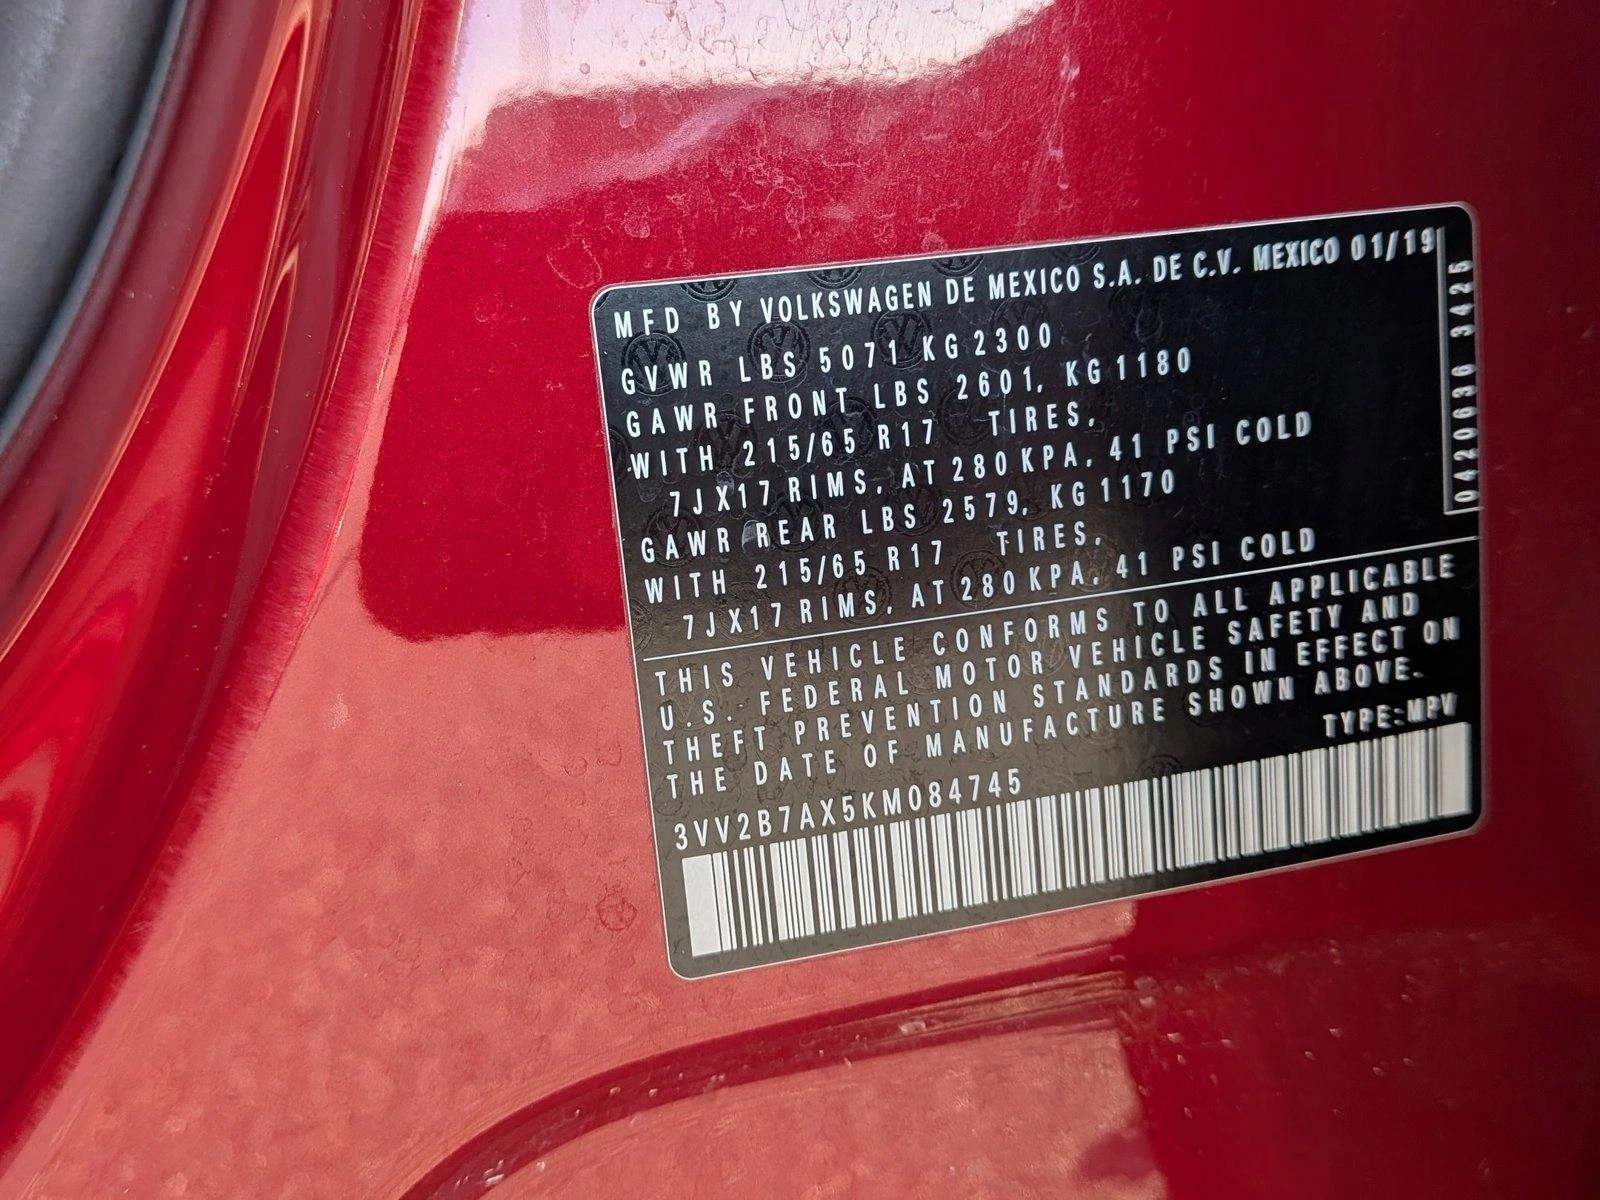 MFD BY VOLKSWAGEN DE MEXICO S.A. DE C.V. MEXICO 01/19
GVWR LBS 5071 KG 2300
GAWR FRONT LBS 2601, KG 1180
WITH 215/65 R17 TIRES,
7JX17 RIMS, AT 280 KPA, 41 PSI COLD
GAWR REAR LBS 2579, KG 1170
WITH 215/65 R17 TIRES,
7JX17 RIMS, AT 280 KPA, 41 PSI COLD
THIS VEHICLE CONFORMS TO ALL APPLICABLE
U.S. FEDERAL MOTOR VEHICLE SAFETY AND
THEFT PREVENTION STANDARDS IN EFFECT ON
THE DATE OF MANUFACTURE SHOWN ABOVE.
TYPE:MPV
3VV2B7AX5KM084745
0420636 3425